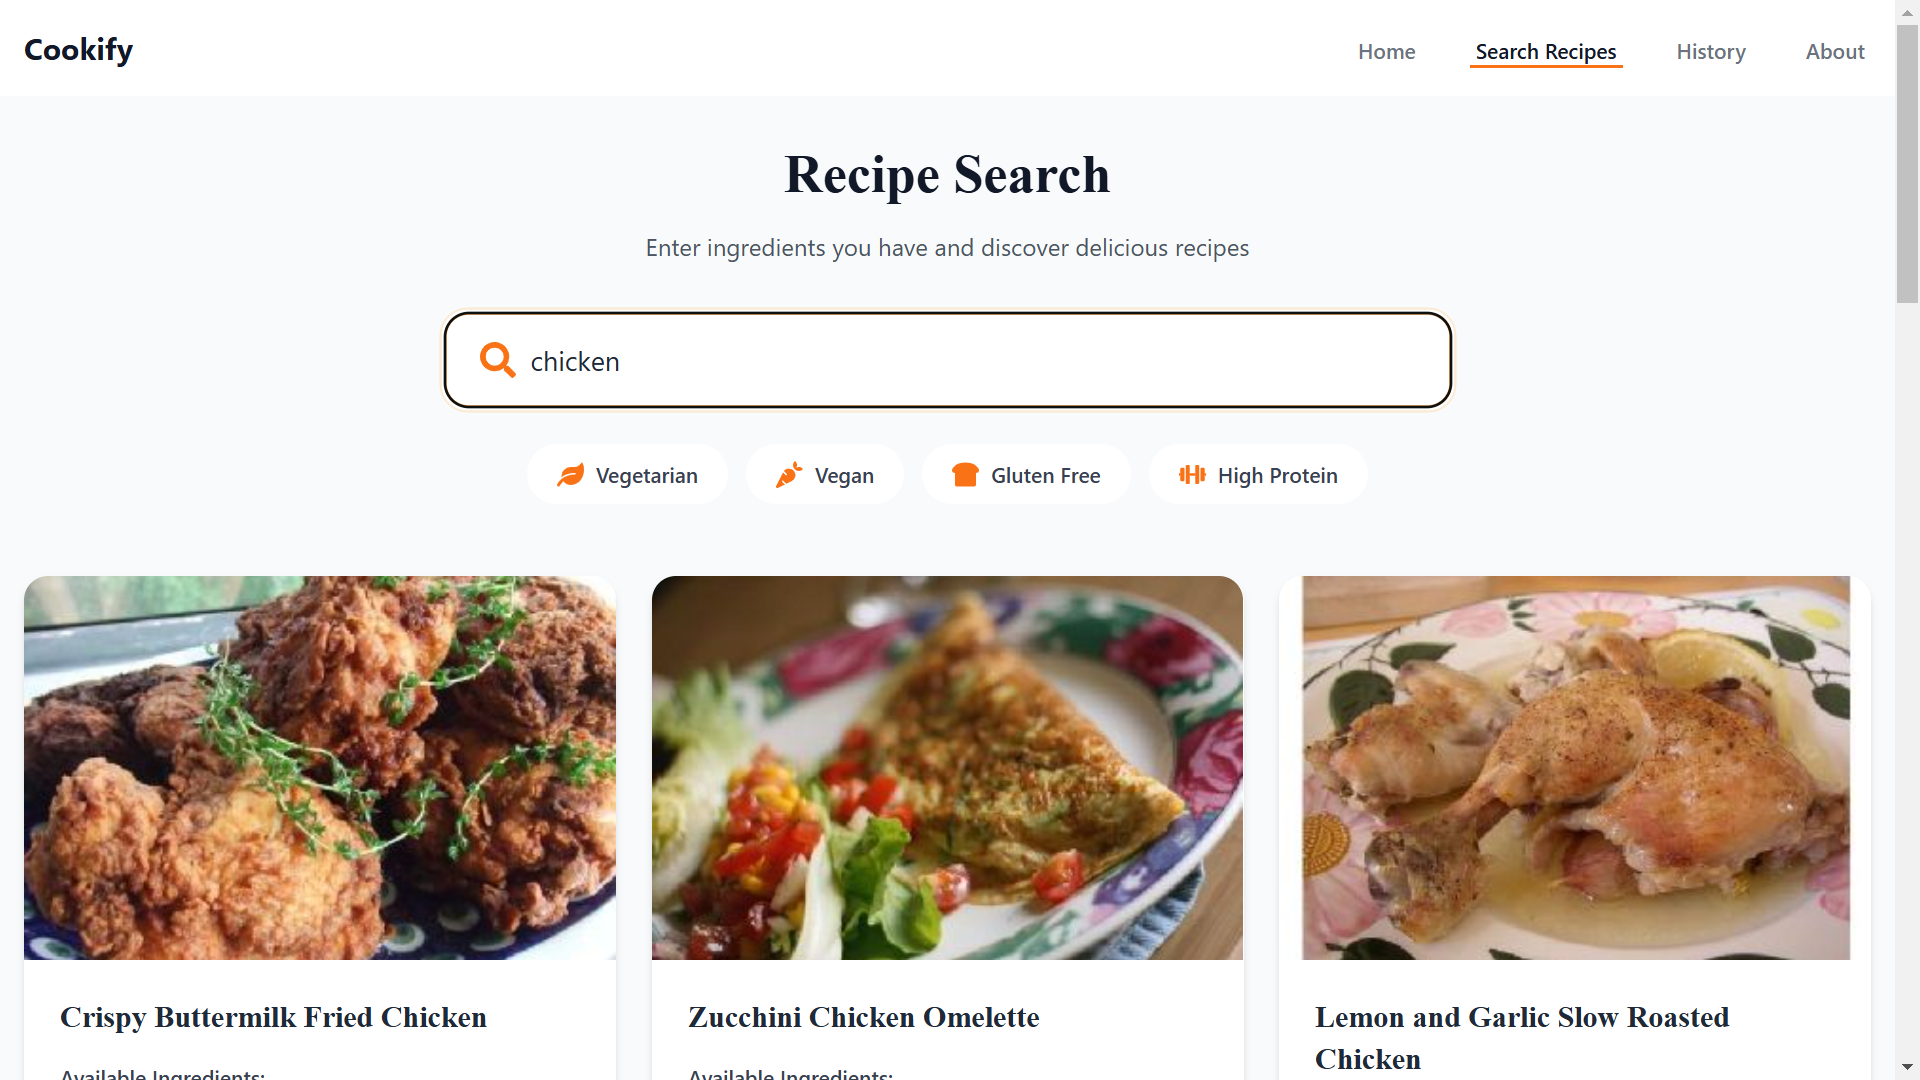 Cookify
Home
Search Recipes
History
About
Recipe Search
Enter ingredients you have and discover delicious recipes
chicken
Vegetarian
Vegan
Gluten Free
High Protein
Crispy Buttermilk Fried Chicken
Zucchini Chicken Omelette
Lemon and Garlic Slow Roasted
Chicken
Available Ingredients:
Available Ingredients: